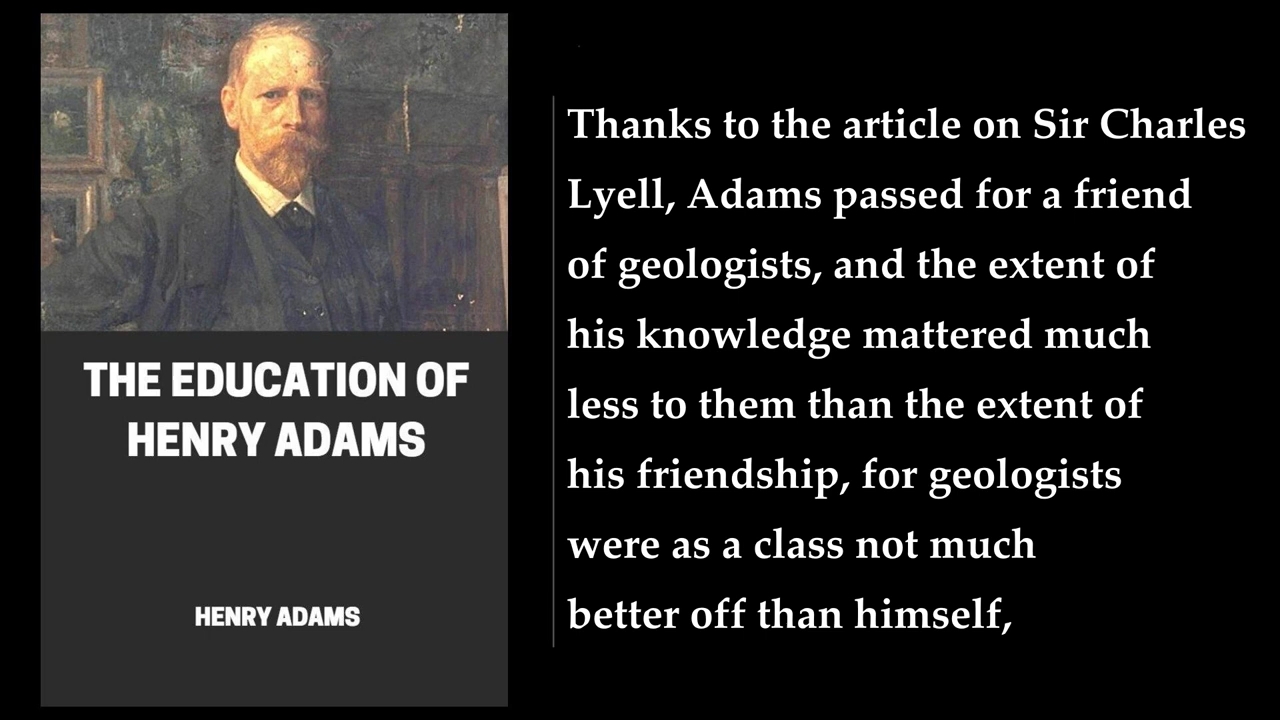 THE EDUCATION OF
HENRY ADAMS
HENRY ADAMS
Thanks to the article on Sir Charles
Lyell, Adams passed for a friend
of geologists, and the extent of
his knowledge mattered much
less to them than the extent of
his friendship, for geologists
were as a class not much
better off than himself,